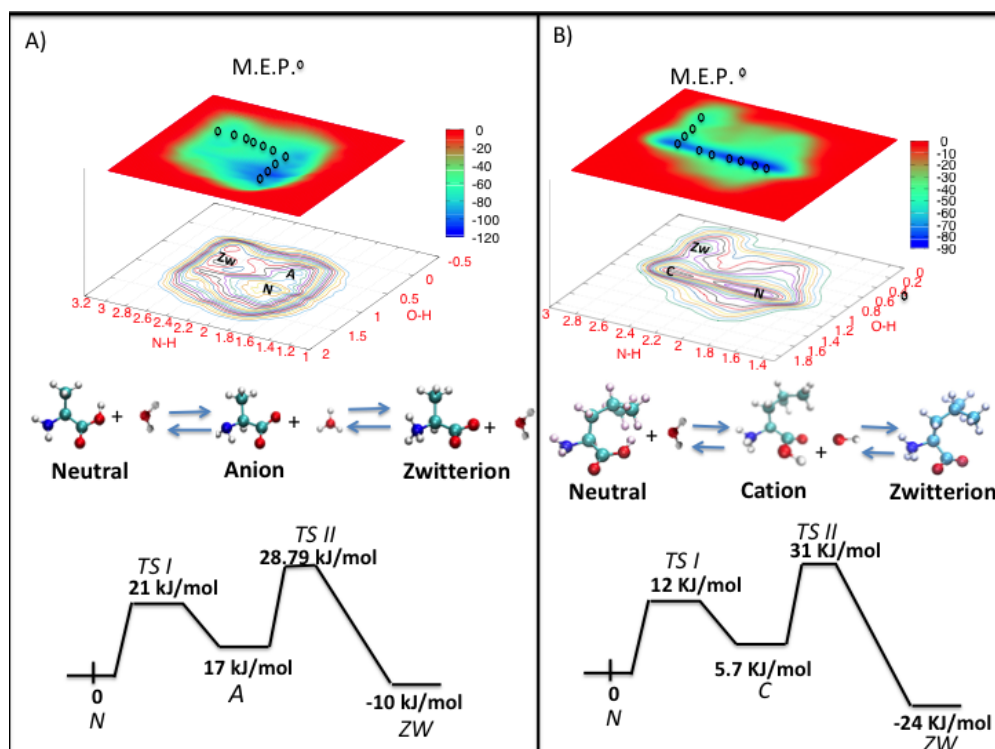 A)
M.E.P.
0
-20
-40
-60
-80
-100
-120
Zw
A
N
-0.5
0
0.5
1
1.5
2
O-H
3.2 3 2.8 2.6 2.4 2.2 2 1.8 1.6 1.4 1.2 1
N-H
+ + +
Neutral Anion Zwitterion
TS I
21 kJ/mol
TS II
28.79 kJ/mol
17 kJ/mol
A
0
N
-10 kJ/mol
ZW
B)
M.E.P.
0
-10
-20
-30
-40
-50
-60
-70
-80
-90
Zw
C
N
0
0.2
0.4
0.6
0.8
1
1.2
1.4
1.6
1.8
O-H
3 2.8 2.6 2.4 2.2 2 1.8 1.6 1.4
N-H
+ +
Neutral Cation Zwitterion
TS I
12 KJ/mol
TS II
31 KJ/mol
5.7 KJ/mol
C
0
N
-24 KJ/mol
ZW